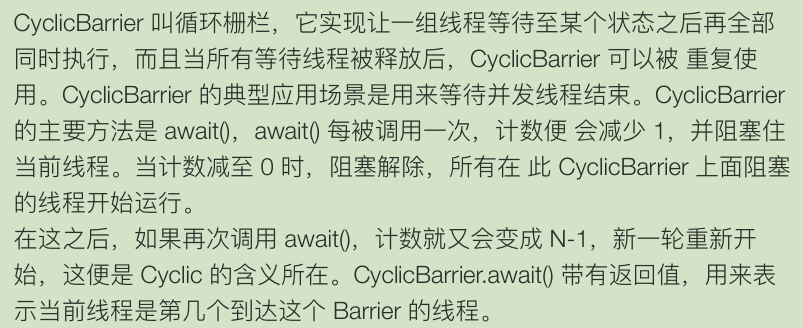 CyclicBarrier 叫循环栅栏，它实现让一组线程等待至某个状态之后再全部
同时执行，而且当所有等待线程被释放后，CyclicBarrier 可以被 重复使
用。CyclicBarrier 的典型应用场景是用来等待并发线程结束。CyclicBarrier
的主要方法是 await()，await() 每被调用一次，计数便 会减少 1，并阻塞住
当前线程。当计数减至 0 时，阻塞解除，所有在 此 CyclicBarrier 上面阻塞
的线程开始运行。
在这之后，如果再次调用 await()，计数就又会变成 N-1，新一轮重新开
始，这便是 Cyclic 的含义所在。CyclicBarrier.await() 带有返回值，用来表
示当前线程是第几个到达这个 Barrier 的线程。